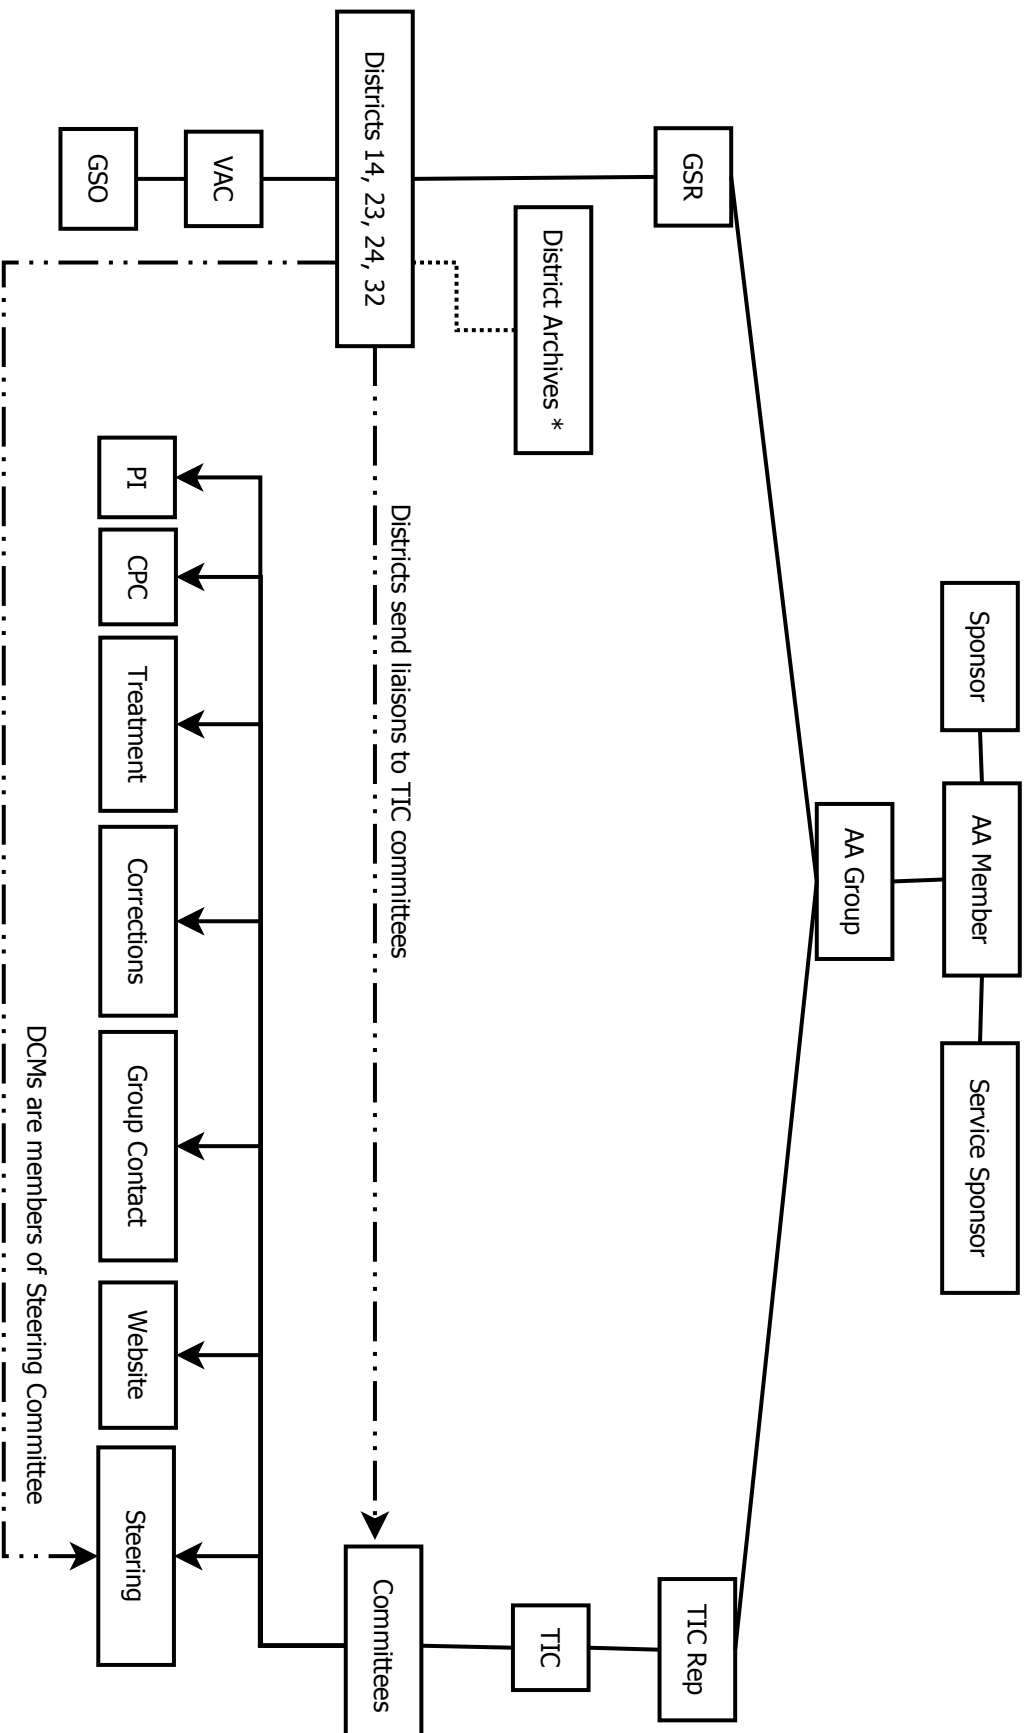 Sponsor
AA Member
Service Sponsor
AA Group
GSR
TIC Rep
District Archives *
TIC
Districts 14, 23, 24, 32
Districts send liaisons to TIC committees
Committees
VAC
GSO
PI
CPC
Treatment
Corrections
Group Contact
Website
Steering
DCMs are members of Steering Committee